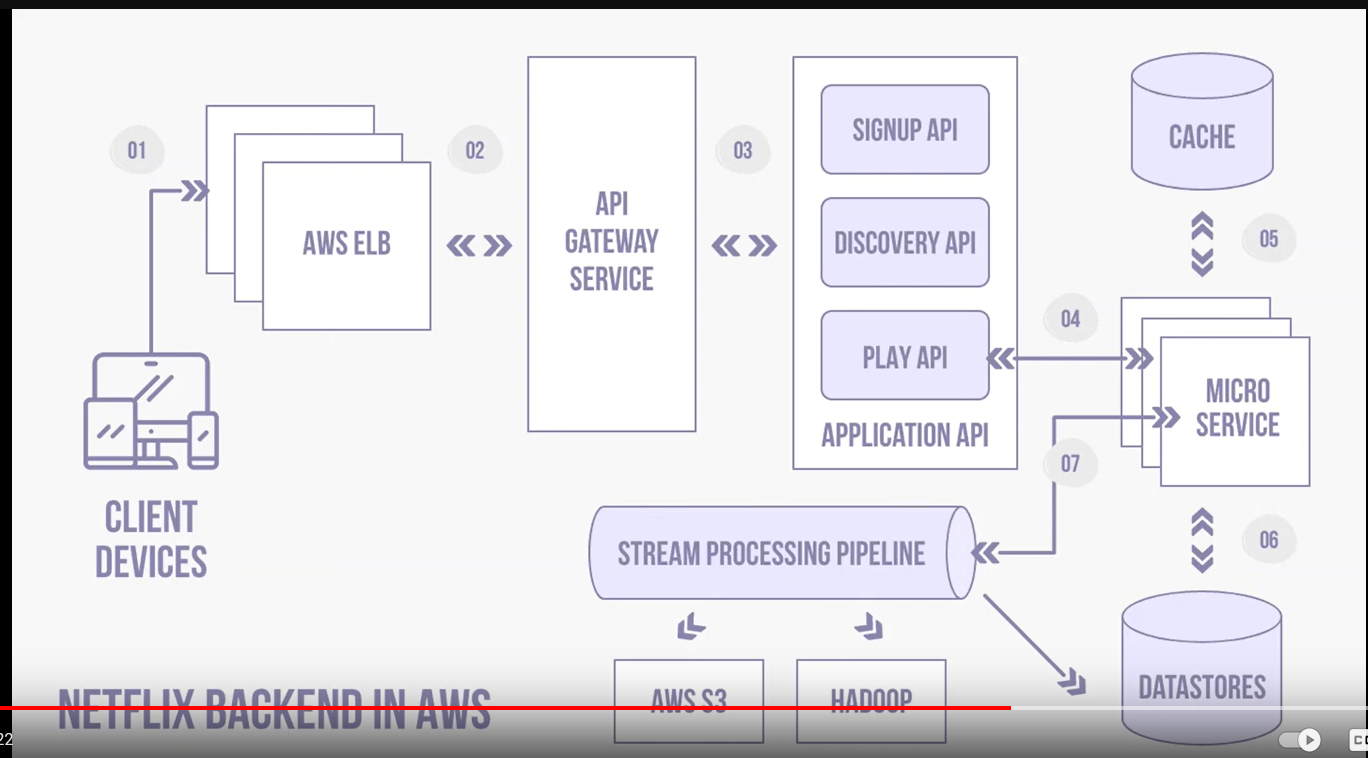 01
AWS ELB
02
API
GATEWAY
SERVICE
03
SIGNUP API
DISCOVERY API
PLAY API
APPLICATION API
CACHE
05
04
MICRO
SERVICE
07
06
CLIENT
DEVICES
STREAM PROCESSING PIPELINE
AWS S3
HADOOP
DATASTORES
NETFLIX BACKEND IN AWS
22